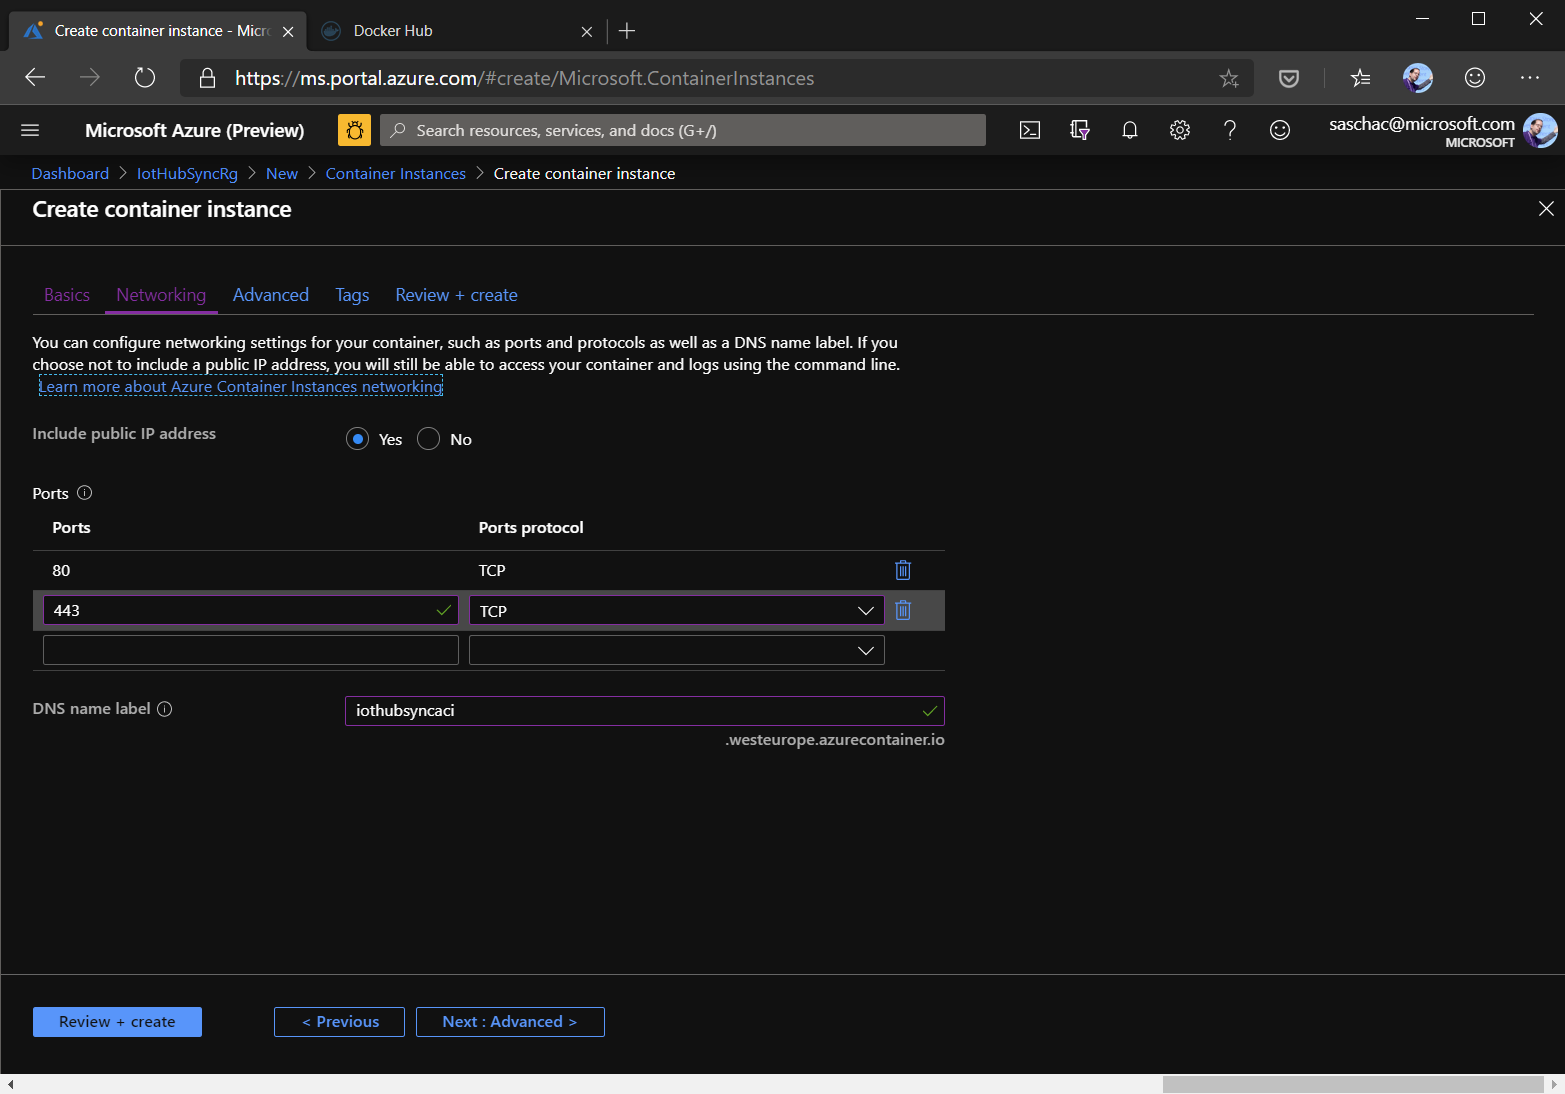 Create container instance - Micr
Docker Hub
https://ms.portal.azure.com/#create/Microsoft.ContainerInstances
Microsoft Azure (Preview)
Search resources, services, and docs (G+/)
saschac@microsoft.com
MICROSOFT
Dashboard > IotHubSyncRg > New > Container Instances > Create container instance
Create container instance
Basics Networking Advanced Tags Review + create
You can configure networking settings for your container, such as ports and protocols as well as a DNS name label. If you
choose not to include a public IP address, you will still be able to access your container and logs using the command line.
Learn more about Azure Container Instances networking
Include public IP address Yes No
Ports
Ports Ports protocol
80 TCP
443 TCP
DNS name label iothubsyncaci
.westeurope.azurecontainer.io
Review + create < Previous Next : Advanced >